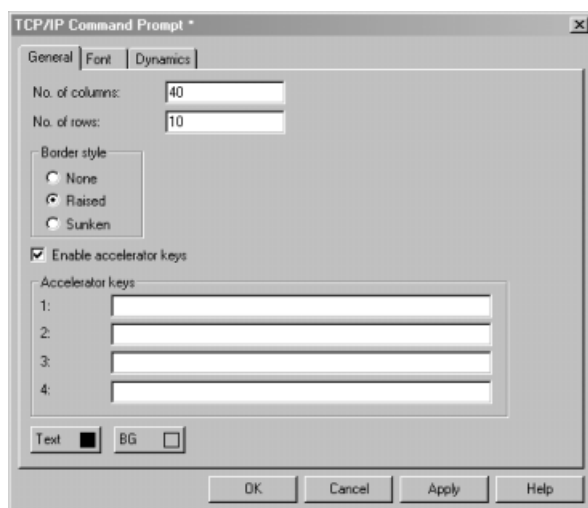 TCP/IP Command Prompt *
General Font Dynamics
No. of columns: 40
No. of rows: 10
Border style
None
Raised
Sunken
Enable accelerator keys
Accelerator keys
1:
2:
3:
4:
Text BG
OK Cancel Apply Help